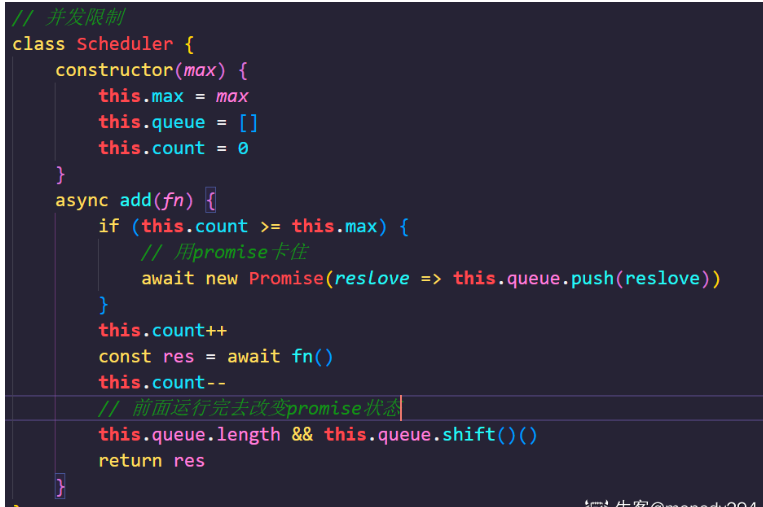 // 并发限制
class Scheduler {
constructor(max) {
this.max = max
this.queue = []
this.count = 0
}
async add(fn) {
if (this.count >= this.max) {
// 用promise卡住
await new Promise(reslove => this.queue.push(reslove))
}
this.count++
const res = await fn()
this.count--
// 前面运行完去改变promise状态
this.queue.length && this.queue.shift()()
return res
}